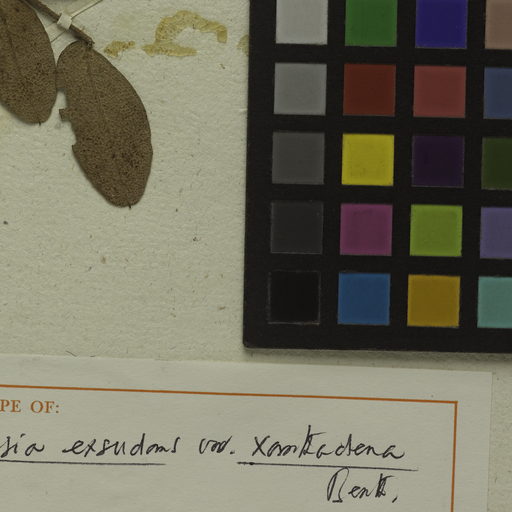 PE OF:
sia exsudans var. xanthadena
Benth.